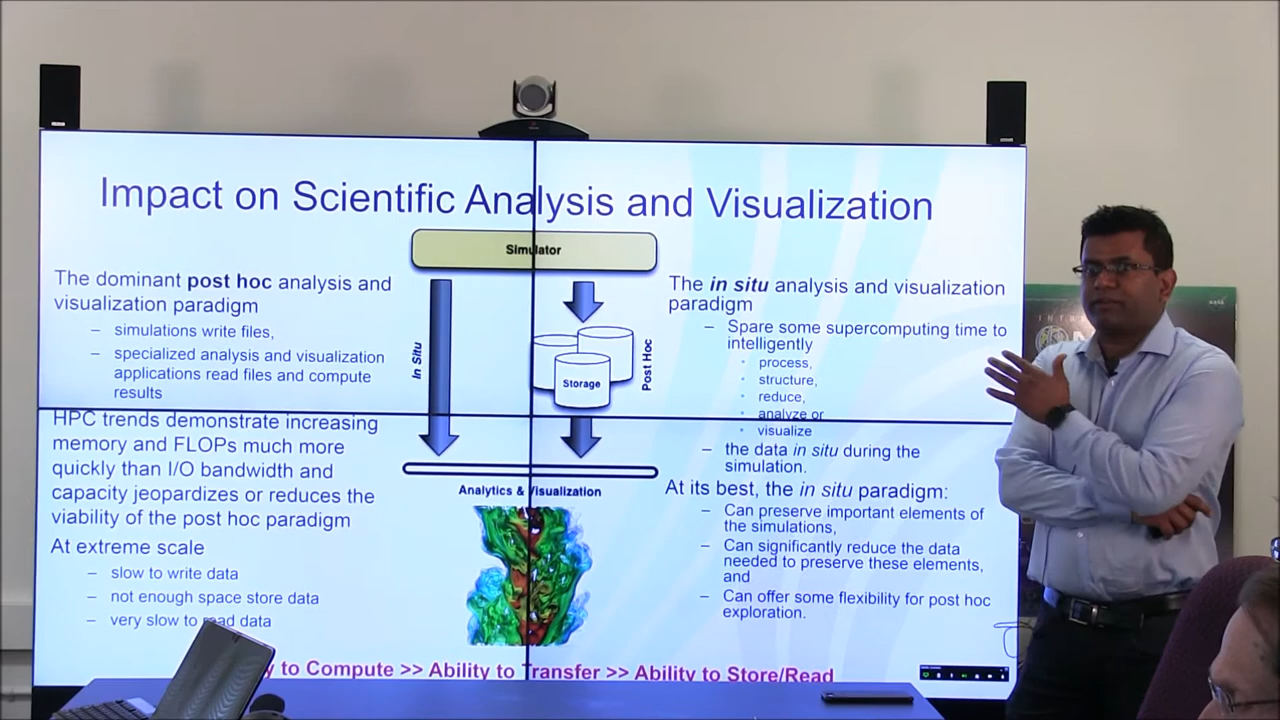 Impact on Scientific Analysis and Visualization
The dominant post hoc analysis and
visualization paradigm
– simulations write files,
– specialized analysis and visualization
applications read files and compute
results
HPC trends demonstrate increasing
memory and FLOPs much more
quickly than I/O bandwidth and
capacity jeopardizes or reduces the
viability of the post hoc paradigm
At extreme scale
– slow to write data
– not enough space store data
– very slow to read data
Simulator
In Situ
Storage
Post Hoc
Analytics & Visualization
The in situ analysis and visualization
paradigm
– Spare some supercomputing time to
intelligently
• process,
• structure,
• reduce,
• analyze or
• visualize
– the data in situ during the
simulation.
At its best, the in situ paradigm:
– Can preserve important elements of
the simulations,
– Can significantly reduce the data
needed to preserve these elements,
and
– Can offer some flexibility for post hoc
exploration.
y to Compute >> Ability to Transfer >> Ability to Store/Read